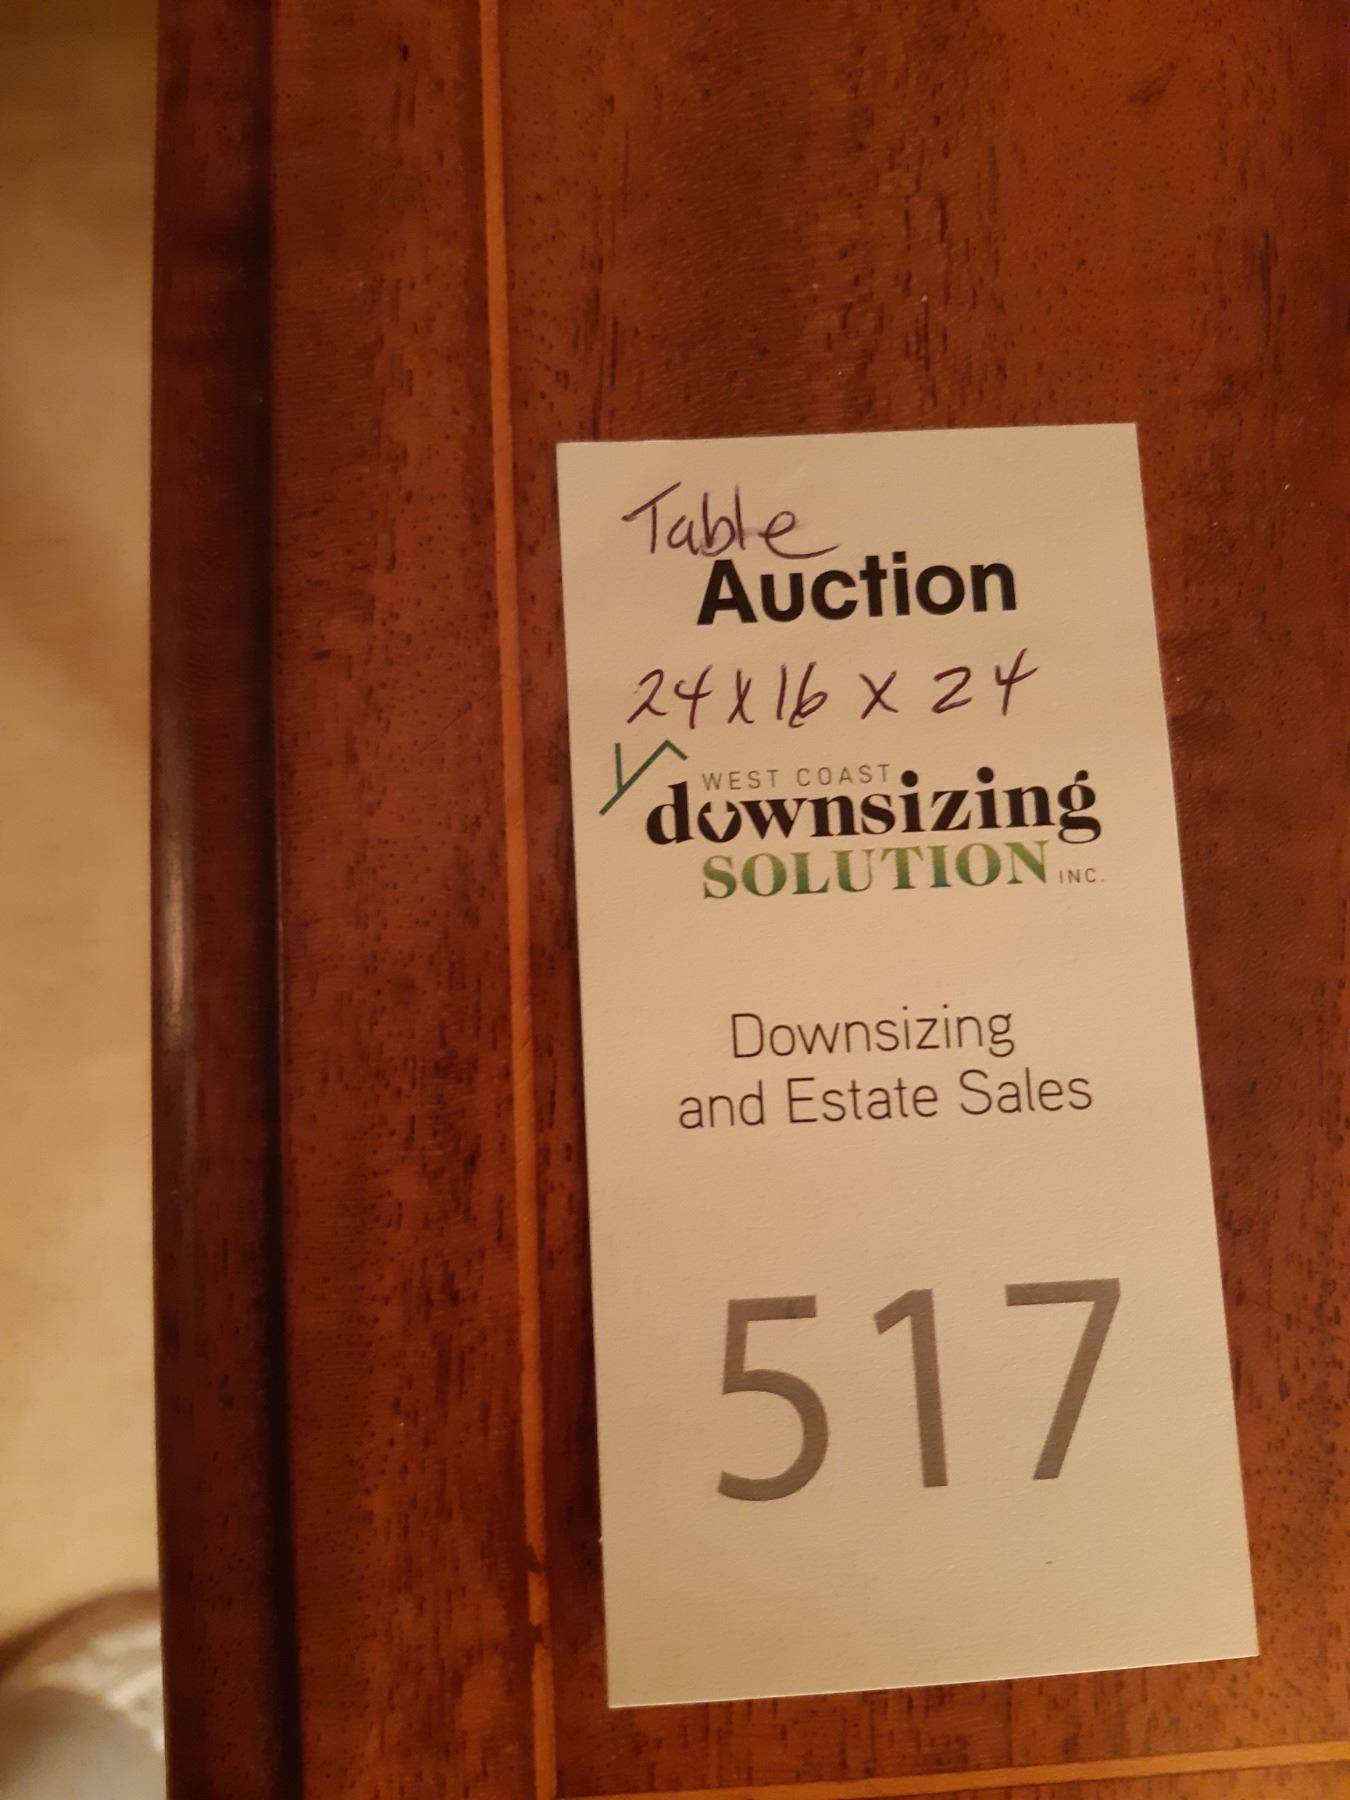 Table
Auction
24 x 16 x 24
WEST COAST
downsizing
SOLUTION INC.
Downsizing
and Estate Sales
517